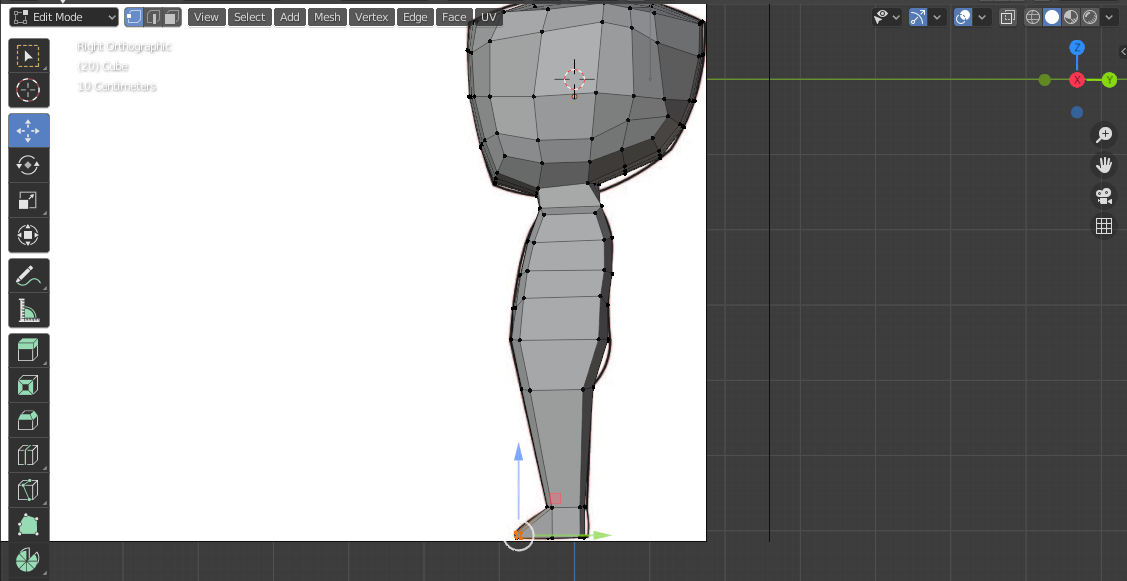 Edit Mode View Select Add Mesh Vertex Edge Face UV
Right Orthographic
(20) Cube
10 Centimeters
Z
X
Y